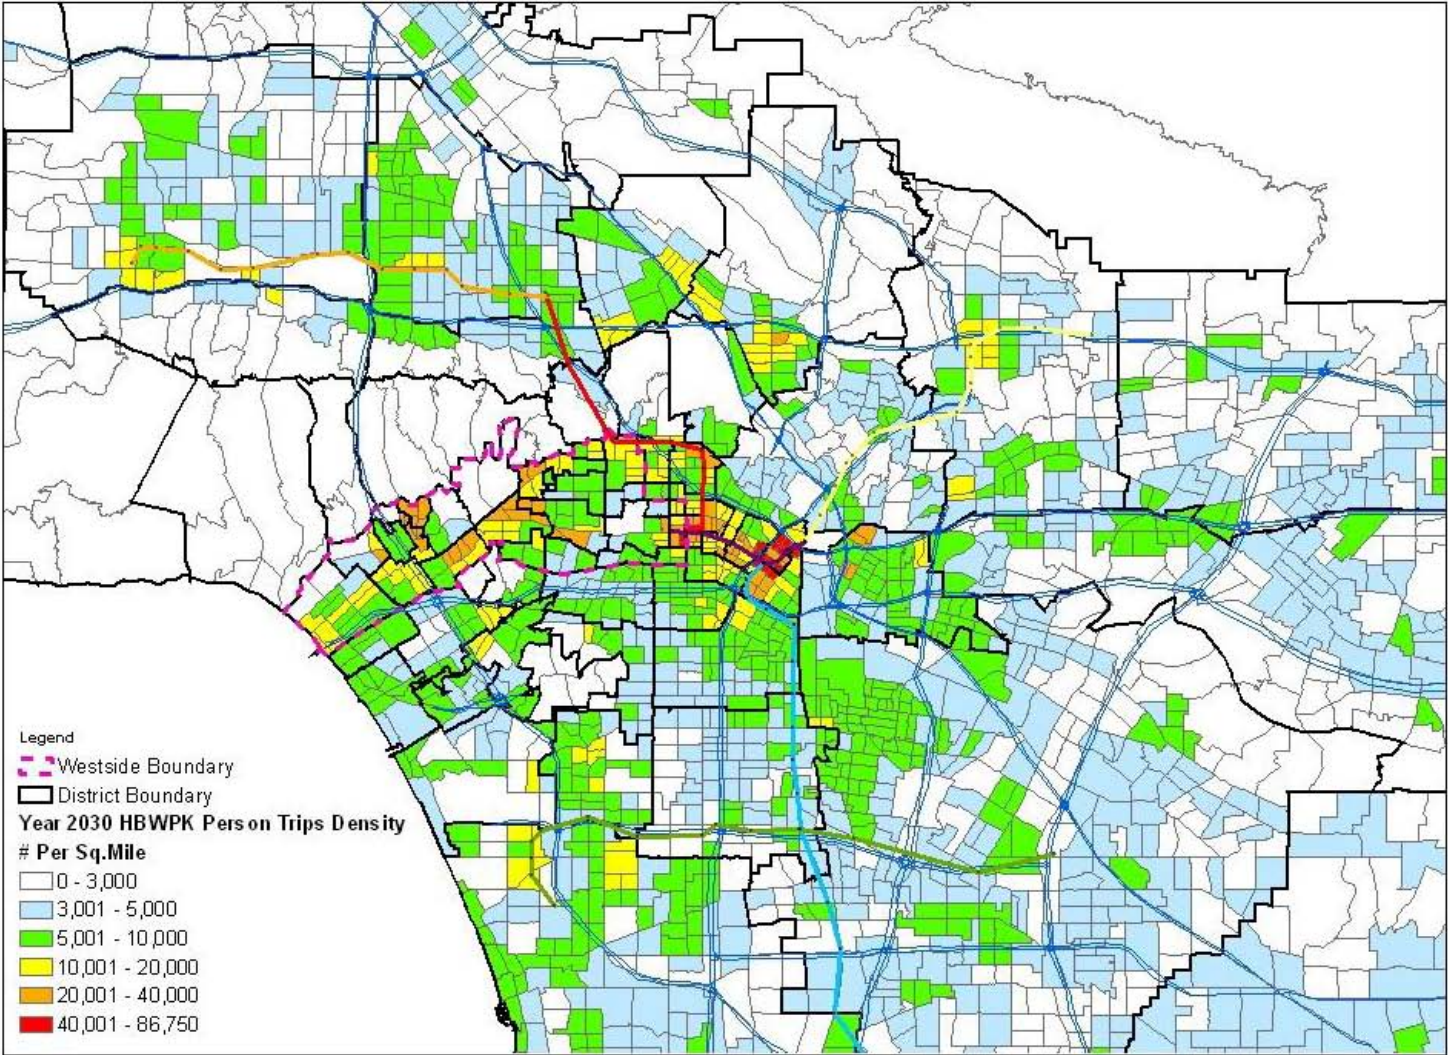 Legend
Westside Boundary
District Boundary
Year 2030 HBWPK Person Trips Density
# Per Sq.Mile
0 - 3,000
3,001 - 5,000
5,001 - 10,000
10,001 - 20,000
20,001 - 40,000
40,001 - 86,750